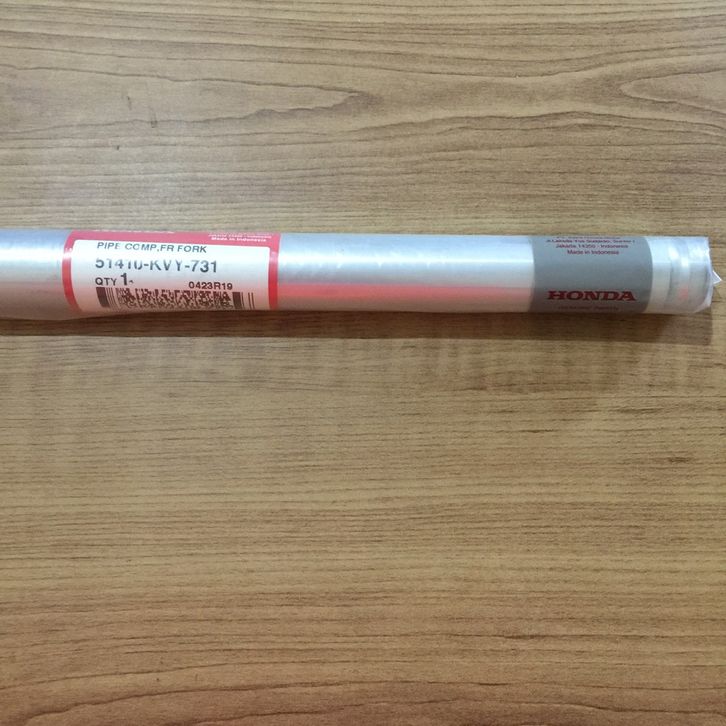 Made in Indonesia
PIPE COMP,FR FORK
51410-KVY-731
QTY 1
0423R19
Jakarta 14350 - Indonesia
Made in Indonesia
HONDA